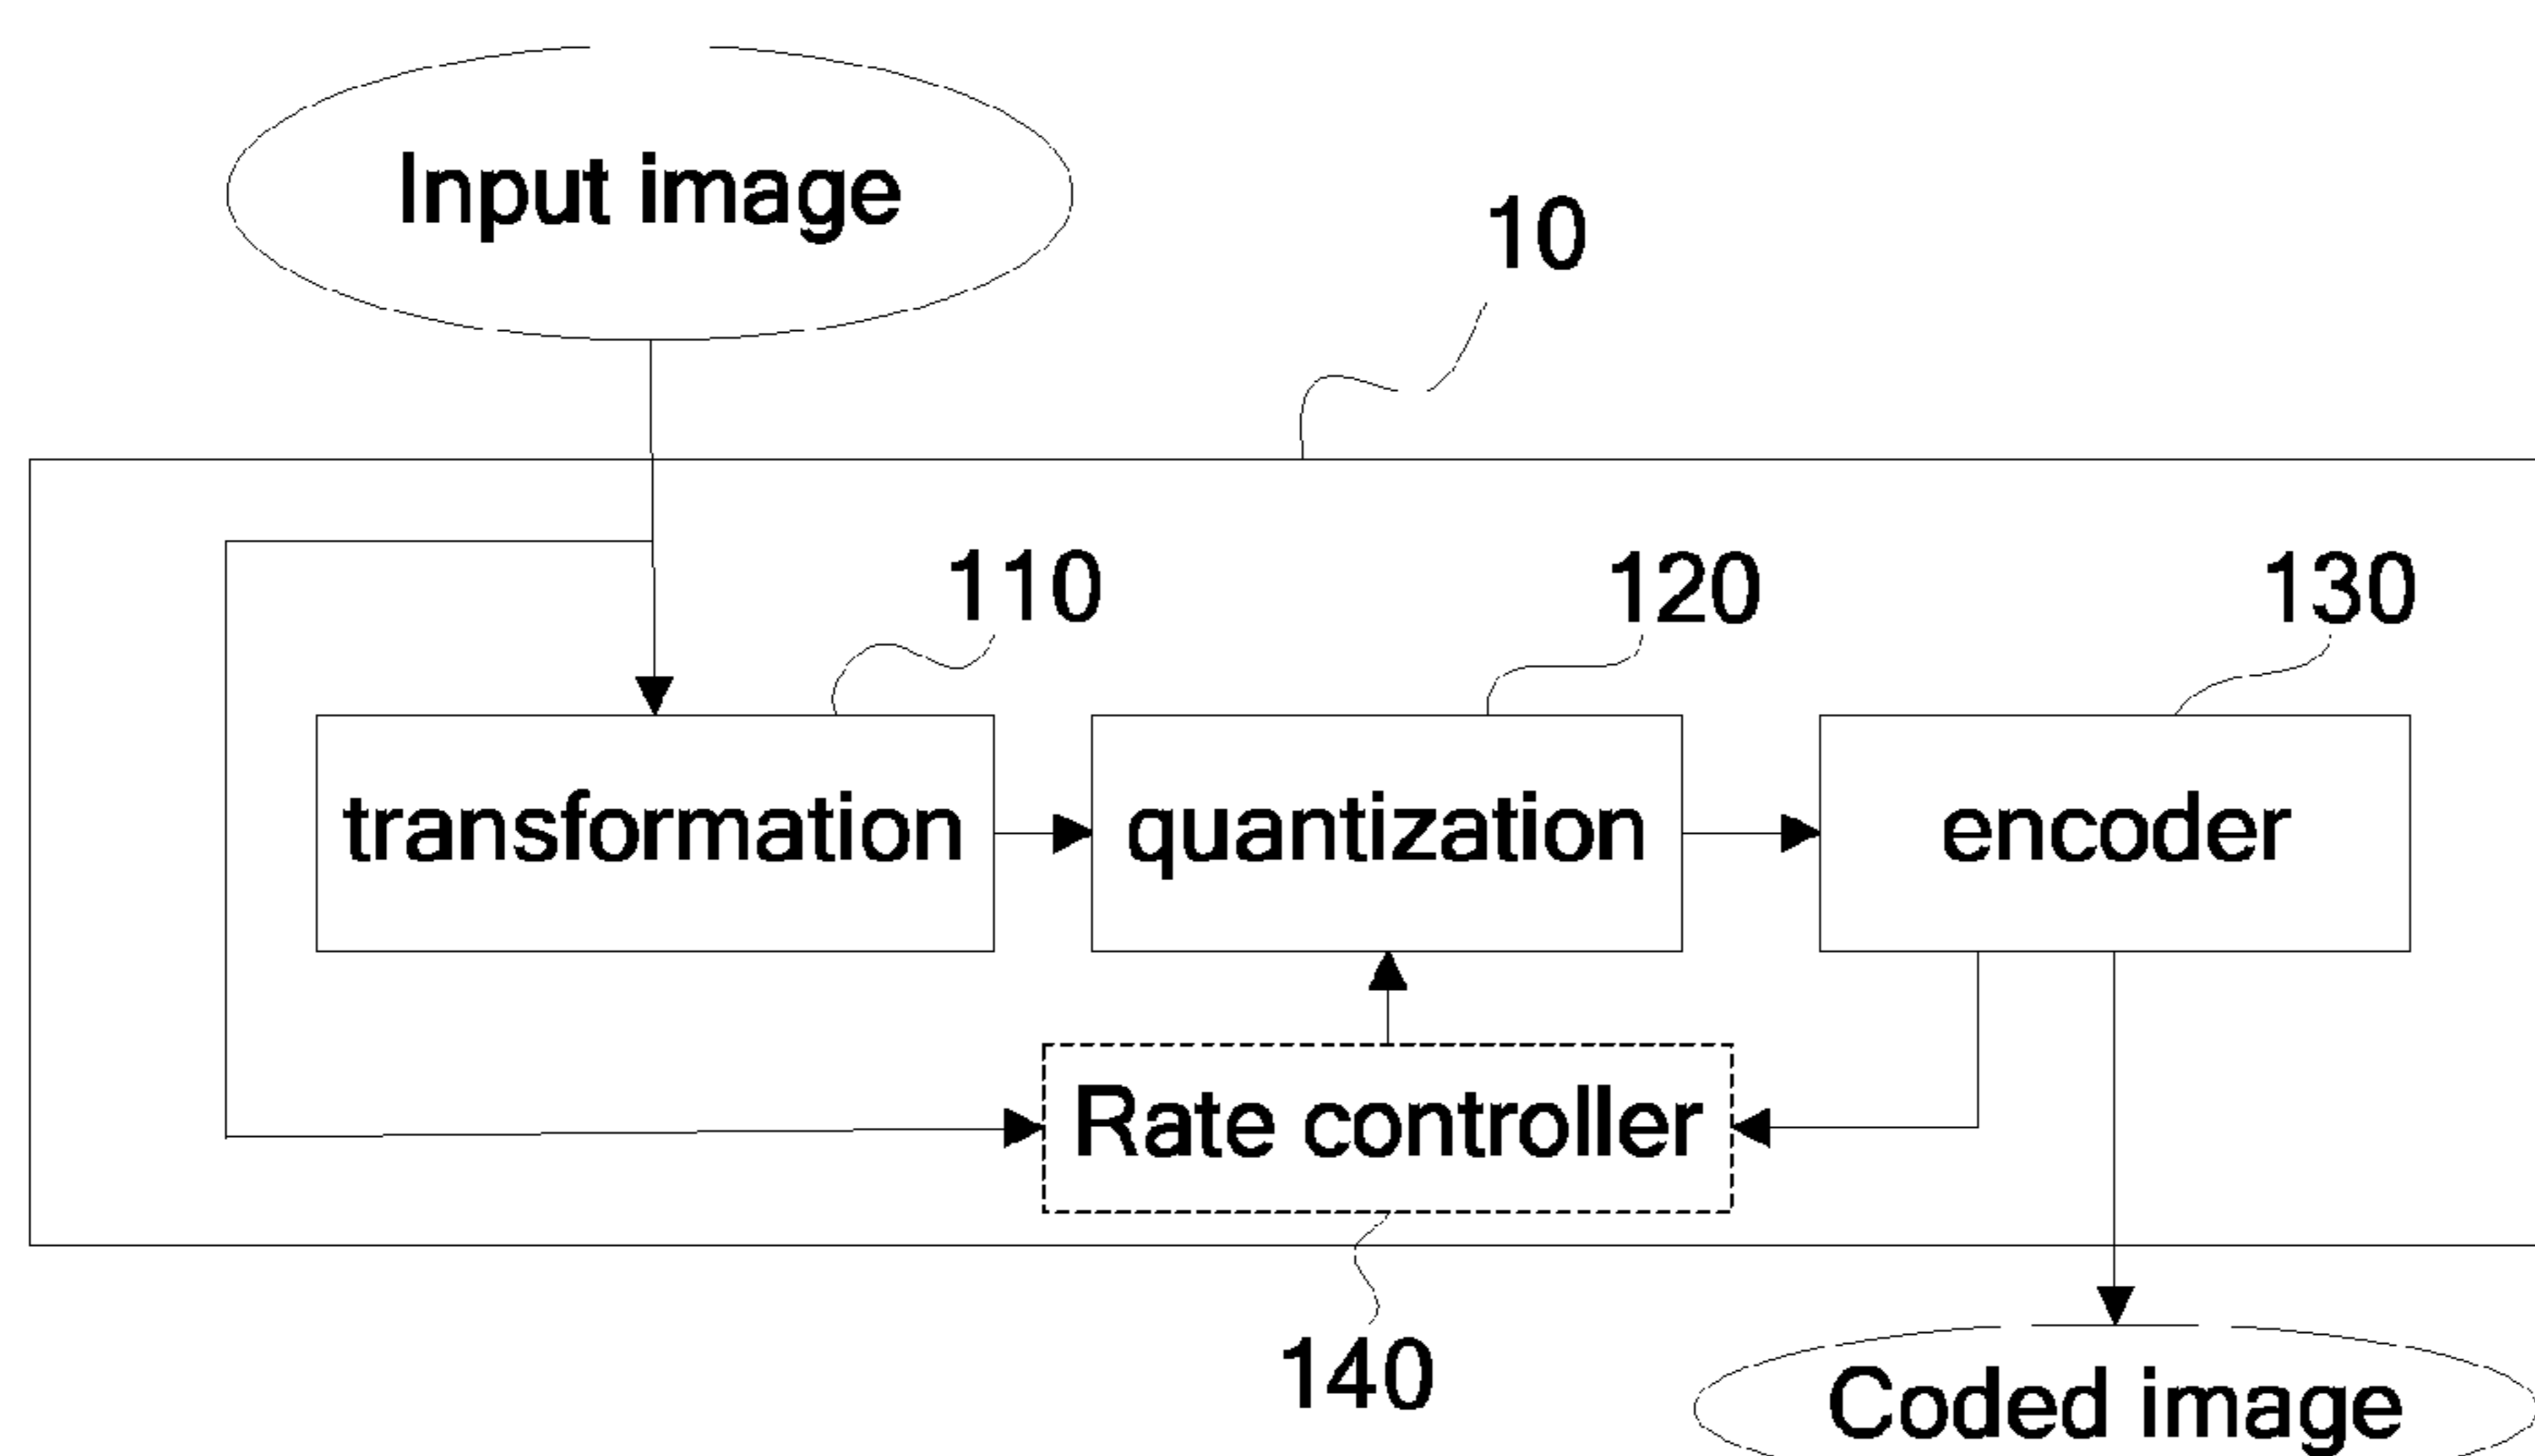 Input image
10
110
120
130
transformation
quantization
encoder
Rate controller
140
Coded image